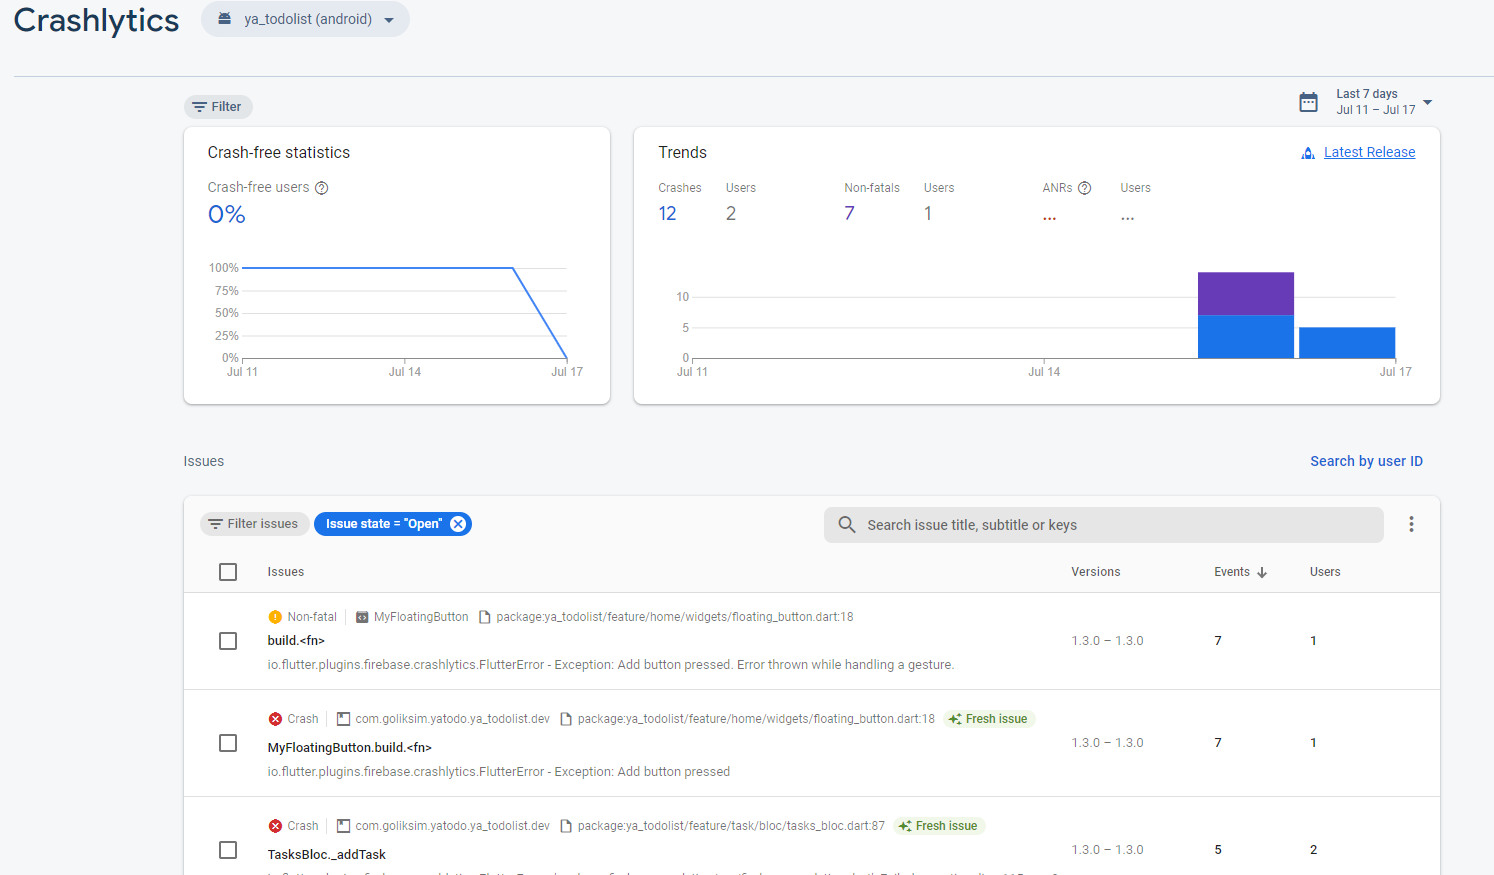 Crashlytics
ya_todolist (android)
Filter
Last 7 days
Jul 11 – Jul 17
Crash-free statistics
Crash-free users
0%
100%
75%
50%
25%
0%
Jul 11
Jul 14
Jul 17
Trends
Latest Release
Crashes Users Non-fatals Users ANRs Users
12 2 7 1 ... ...
10
5
0
Jul 11
Jul 14
Jul 17
Issues
Search by user ID
Filter issues
Issue state = "Open"
Search issue title, subtitle or keys
Issues Versions Events Users
Non-fatal MyFloatingButton package:ya_todolist/feature/home/widgets/floating_button.dart:18
build.<fn> 1.3.0 – 1.3.0 7 1
io.flutter.plugins.firebase.crashlytics.FlutterError - Exception: Add button pressed. Error thrown while handling a gesture.
Crash com.goliksim.yatodo.ya_todolist.dev package:ya_todolist/feature/home/widgets/floating_button.dart:18 Fresh issue
MyFloatingButton.build.<fn> 1.3.0 – 1.3.0 7 1
io.flutter.plugins.firebase.crashlytics.FlutterError - Exception: Add button pressed
Crash com.goliksim.yatodo.ya_todolist.dev package:ya_todolist/feature/task/bloc/tasks_bloc.dart:87 Fresh issue
TasksBloc._addTask 1.3.0 – 1.3.0 5 2